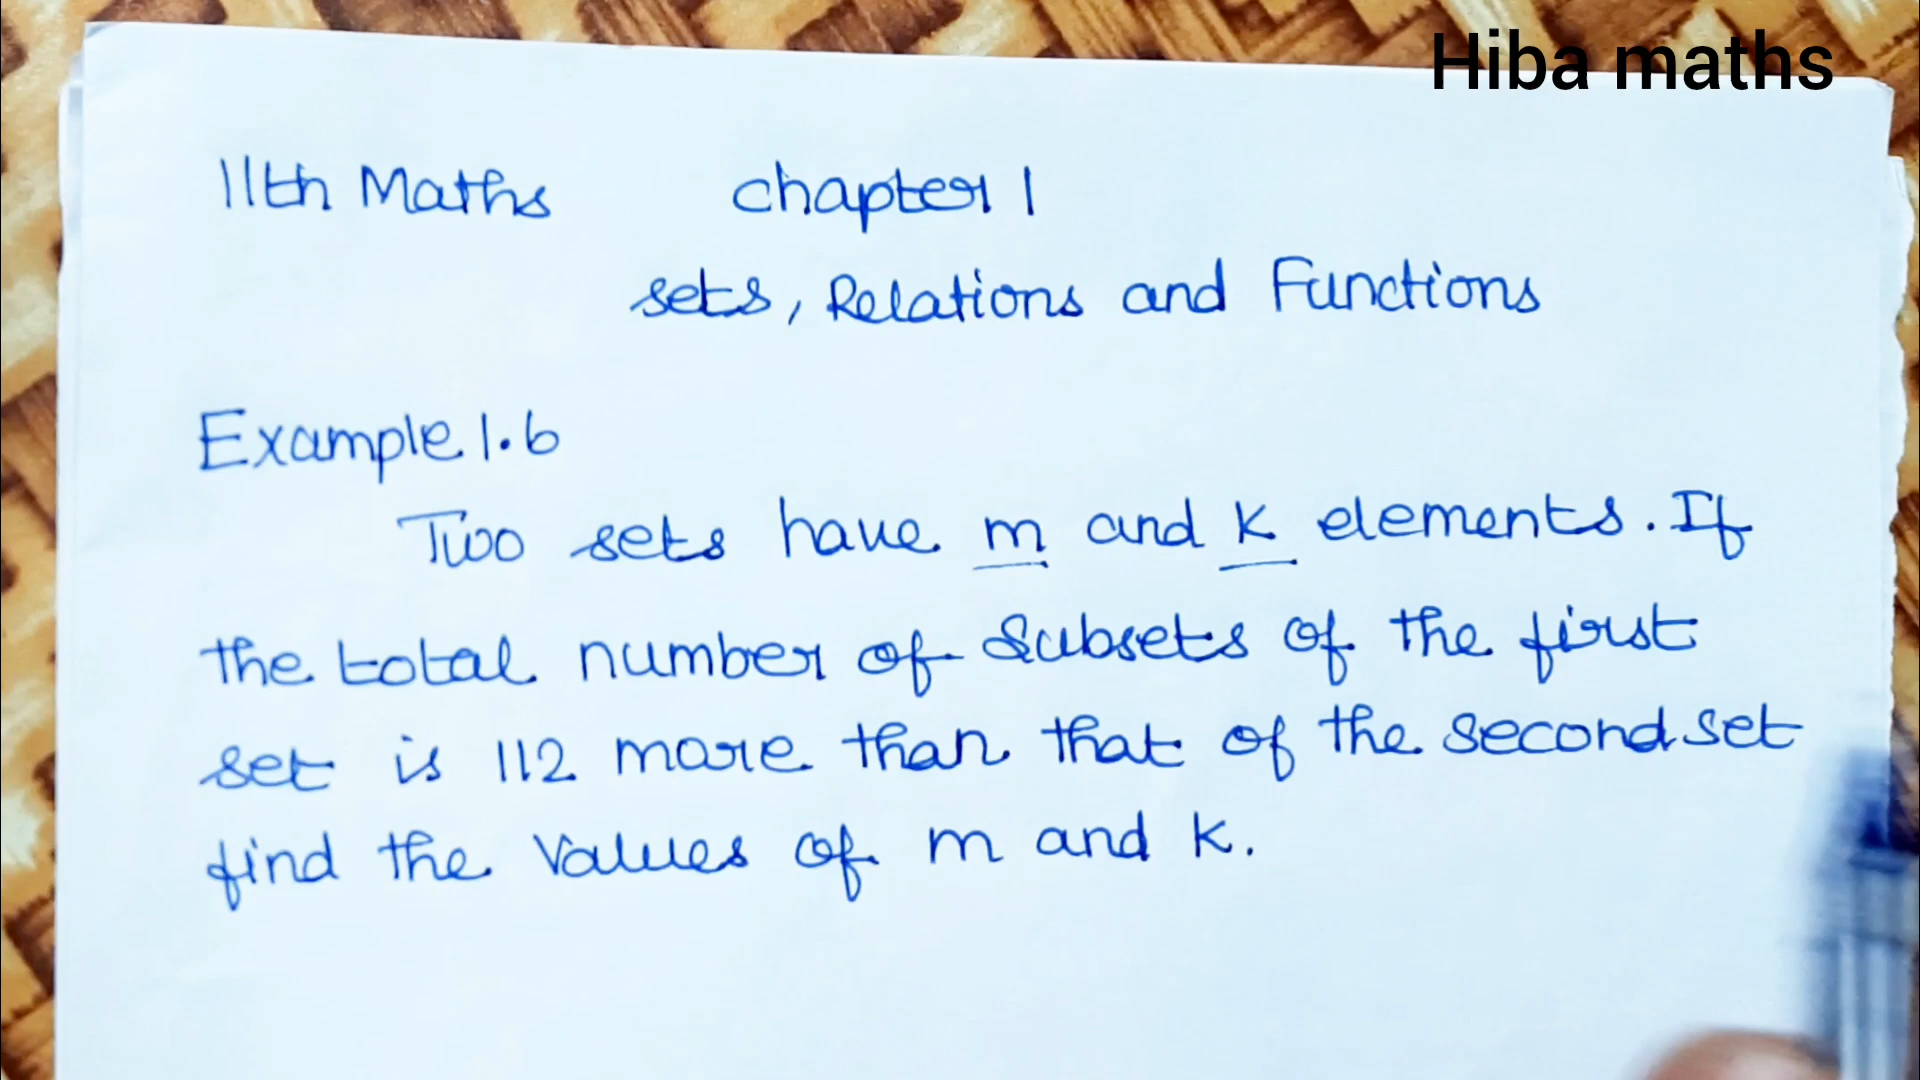 Hiba maths
11th Maths chapter 1
sets, Relations and Functions
Example 1.6
Two sets have m and k elements. If
the total number of subsets of the first
set is 112 more than that of the second set
find the values of m and k.